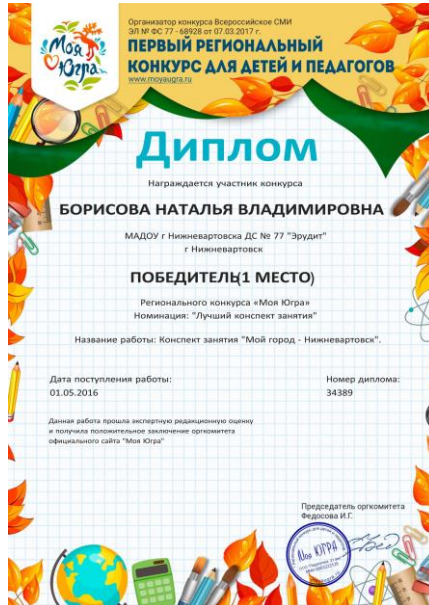 Моя Югра
Организатор конкурса Всероссийское СМИ
ЭЛ № ФС 77 - 68928 от 07.03.2017 г.
ПЕРВЫЙ РЕГИОНАЛЬНЫЙ
КОНКУРС ДЛЯ ДЕТЕЙ И ПЕДАГОГОВ
www.moyaugra.ru
Диплом
Награждается участник конкурса
БОРИСОВА НАТАЛЬЯ ВЛАДИМИРОВНА
МАДОУ г Нижневартовска ДС № 77 "Эрудит"
г Нижневартовск
ПОБЕДИТЕЛЬ(1 МЕСТО)
Регионального конкурса «Моя Югра»
Номинация: "Лучший конспект занятия"
Название работы: Конспект занятия "Мой город - Нижневартовск".
Дата поступления работы:
01.05.2016
Номер диплома:
34389
Данная работа прошла экспертную редакционную оценку
и получила положительное заключение оргкомитета
официального сайта "Моя Югра"
Председатель оргкомитета
Федосова И.Г.
Моя ЮГРА